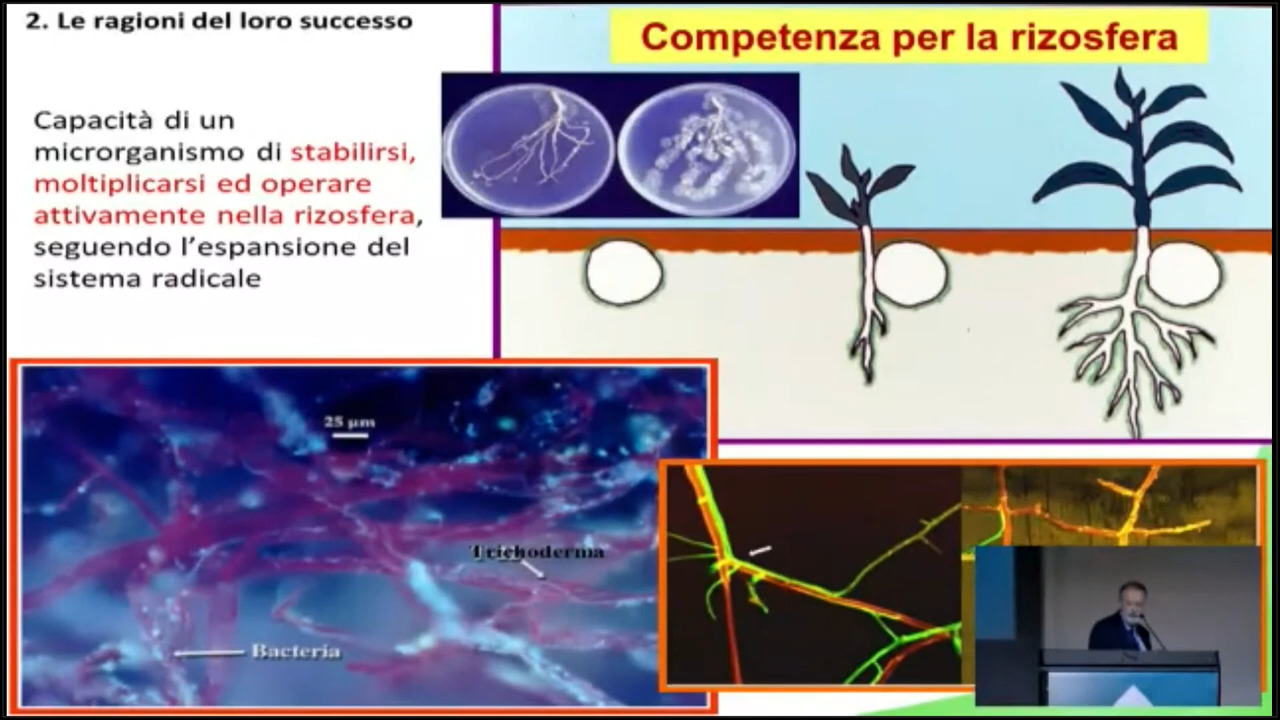 2. Le ragioni del loro successo
Competenza per la rizosfera
Capacità di un
microrganismo di stabilirsi,
moltiplicarsi ed operare
attivamente nella rizosfera,
seguendo l'espansione del
sistema radicale
25 µm
Trichoderma
Bacteria